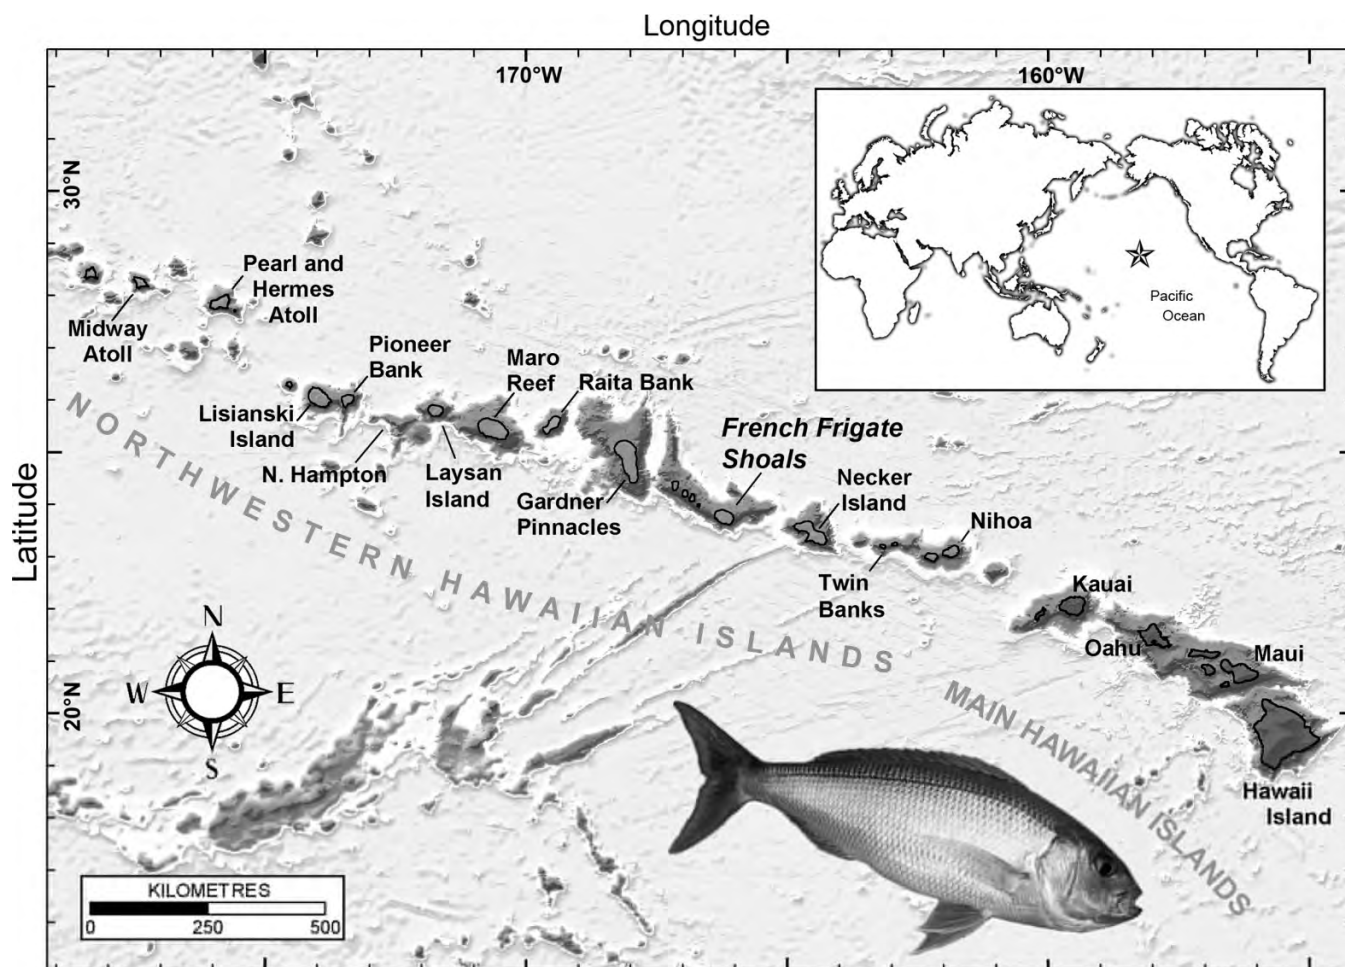 Longitude
170°W
160°W
30°N
20°N
Latitude
Pacific
Ocean
Pearl and
Hermes
Atoll
Midway
Atoll
Pioneer
Bank
Lisianski
Island
N. Hampton
Laysan
Island
Maro
Reef
Raita Bank
Gardner
Pinnacles
French Frigate
Shoals
Necker
Island
Nihoa
Twin
Banks
Kauai
Oahu
Maui
Hawaii
Island
NORTHWESTERN HAWAIIAN ISLANDS
MAIN HAWAIIAN ISLANDS
N
W
E
S
KILOMETRES
0 250 500